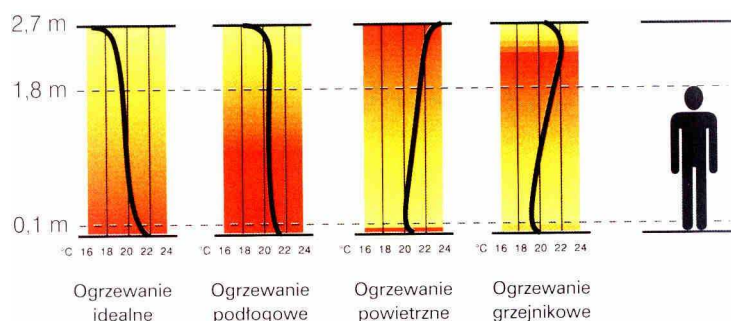 2,7 m
1,8 m
0,1 m
°C 16 18 20 22 24
°C 16 18 20 22 24
°C 16 18 20 22 24
°C 16 18 20 22 24
Ogrzewanie
idealne
Ogrzewanie
podłogowe
Ogrzewanie
powietrzne
Ogrzewanie
grzejnikowe